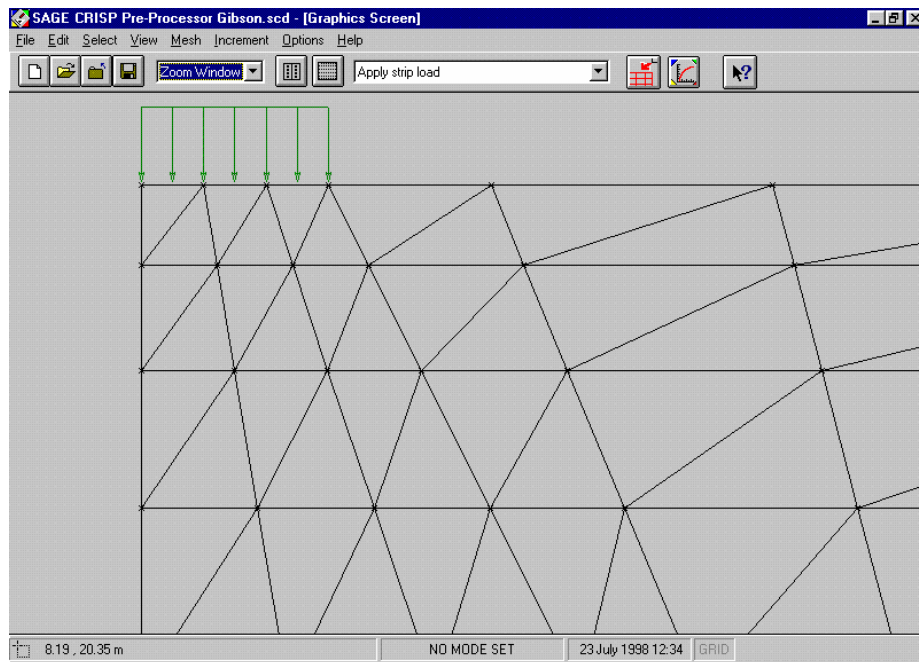 SAGE CRISP Pre-Processor Gibson.scd - [Graphics Screen]
File Edit Select View Mesh Increment Options Help
Zoom Window Apply strip load
8.19 , 20.35 m NO MODE SET 23 July 1998 12:34 GRID